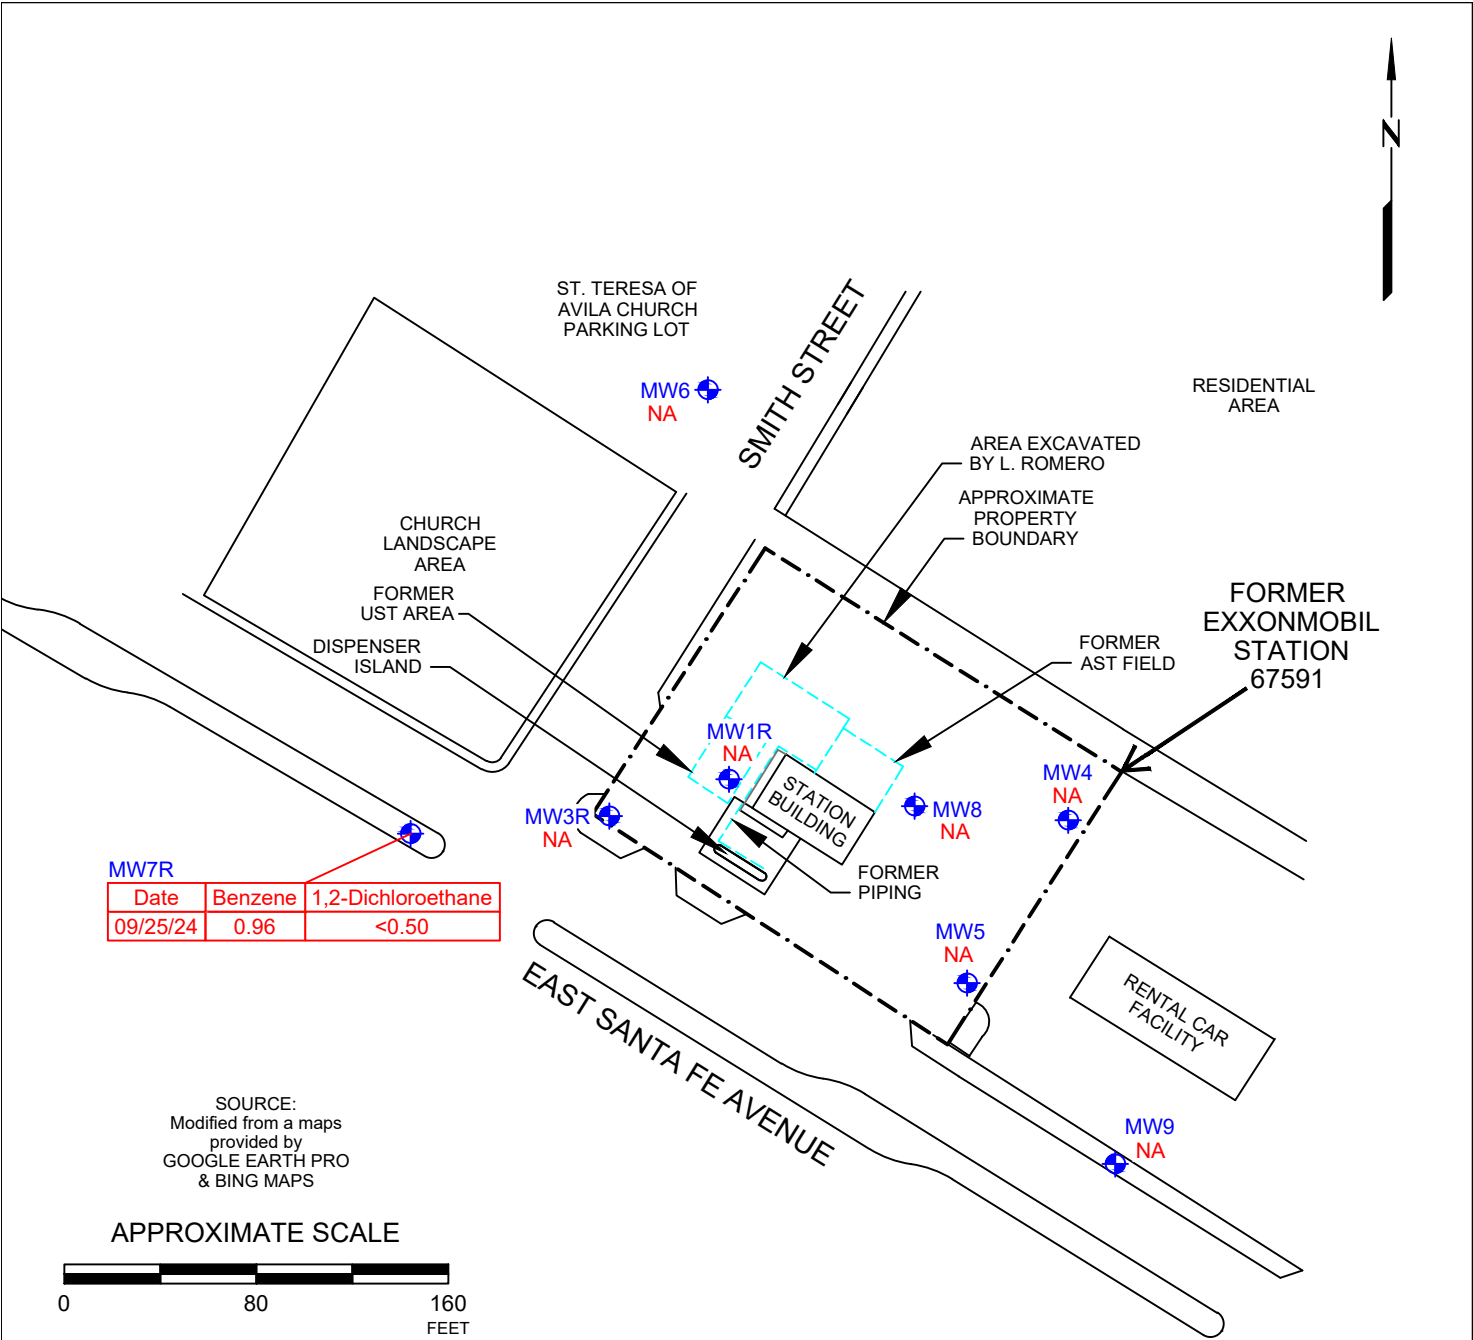 N
ST. TERESA OF
AVILA CHURCH
PARKING LOT
SMITH STREET
MW6
NA
RESIDENTIAL
AREA
AREA EXCAVATED
BY L. ROMERO
APPROXIMATE
PROPERTY
BOUNDARY
CHURCH
LANDSCAPE
AREA
FORMER
UST AREA
DISPENSER
ISLAND
FORMER
EXXONMOBIL
STATION
67591
FORMER
AST FIELD
MW1R
NA
STATION
BUILDING
MW3R
NA
MW8
NA
MW4
NA
FORMER
PIPING
MW7R
Date Benzene 1,2-Dichloroethane
09/25/24 0.96 <0.50
MW5
NA
EAST SANTA FE AVENUE
RENTAL CAR
FACILITY
MW9
NA
SOURCE:
Modified from a maps
provided by
GOOGLE EARTH PRO
& BING MAPS
APPROXIMATE SCALE
0 80 160
FEET